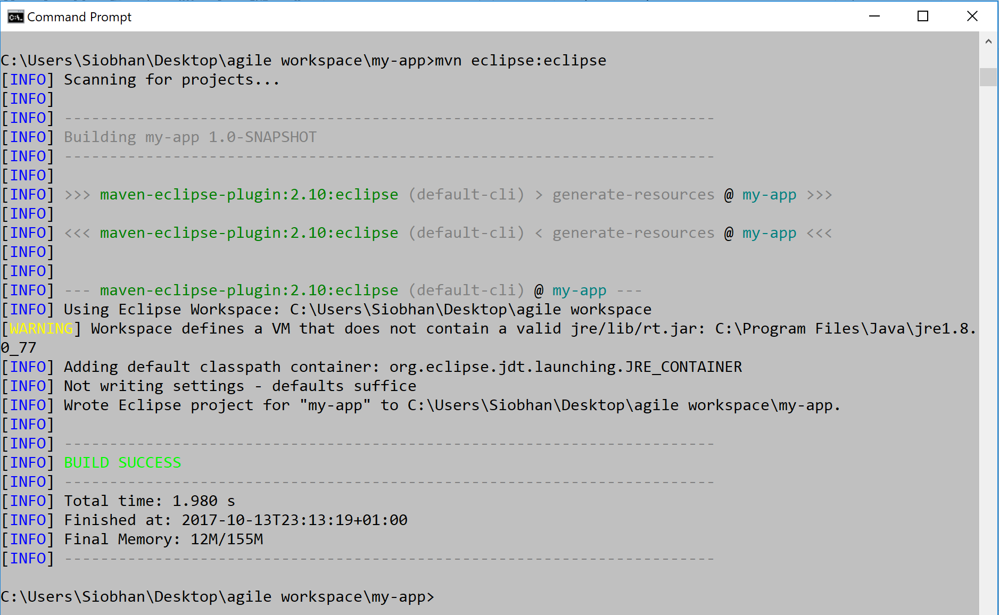 Command Prompt
C:\Users\Siobhan\Desktop\agile workspace\my-app>mvn eclipse:eclipse
[INFO] Scanning for projects...
[INFO]
[INFO] ------------------------------------------------------------------------
[INFO] Building my-app 1.0-SNAPSHOT
[INFO] ------------------------------------------------------------------------
[INFO]
[INFO] >>> maven-eclipse-plugin:2.10:eclipse (default-cli) > generate-resources @ my-app >>>
[INFO]
[INFO] <<< maven-eclipse-plugin:2.10:eclipse (default-cli) < generate-resources @ my-app <<<
[INFO]
[INFO]
[INFO] --- maven-eclipse-plugin:2.10:eclipse (default-cli) @ my-app ---
[INFO] Using Eclipse Workspace: C:\Users\Siobhan\Desktop\agile workspace
[WARNING] Workspace defines a VM that does not contain a valid jre/lib/rt.jar: C:\Program Files\Java\jre1.8.
0_77
[INFO] Adding default classpath container: org.eclipse.jdt.launching.JRE_CONTAINER
[INFO] Not writing settings - defaults suffice
[INFO] Wrote Eclipse project for "my-app" to C:\Users\Siobhan\Desktop\agile workspace\my-app.
[INFO]
[INFO] ------------------------------------------------------------------------
[INFO] BUILD SUCCESS
[INFO] ------------------------------------------------------------------------
[INFO] Total time: 1.980 s
[INFO] Finished at: 2017-10-13T23:13:19+01:00
[INFO] Final Memory: 12M/155M
[INFO] ------------------------------------------------------------------------
C:\Users\Siobhan\Desktop\agile workspace\my-app>